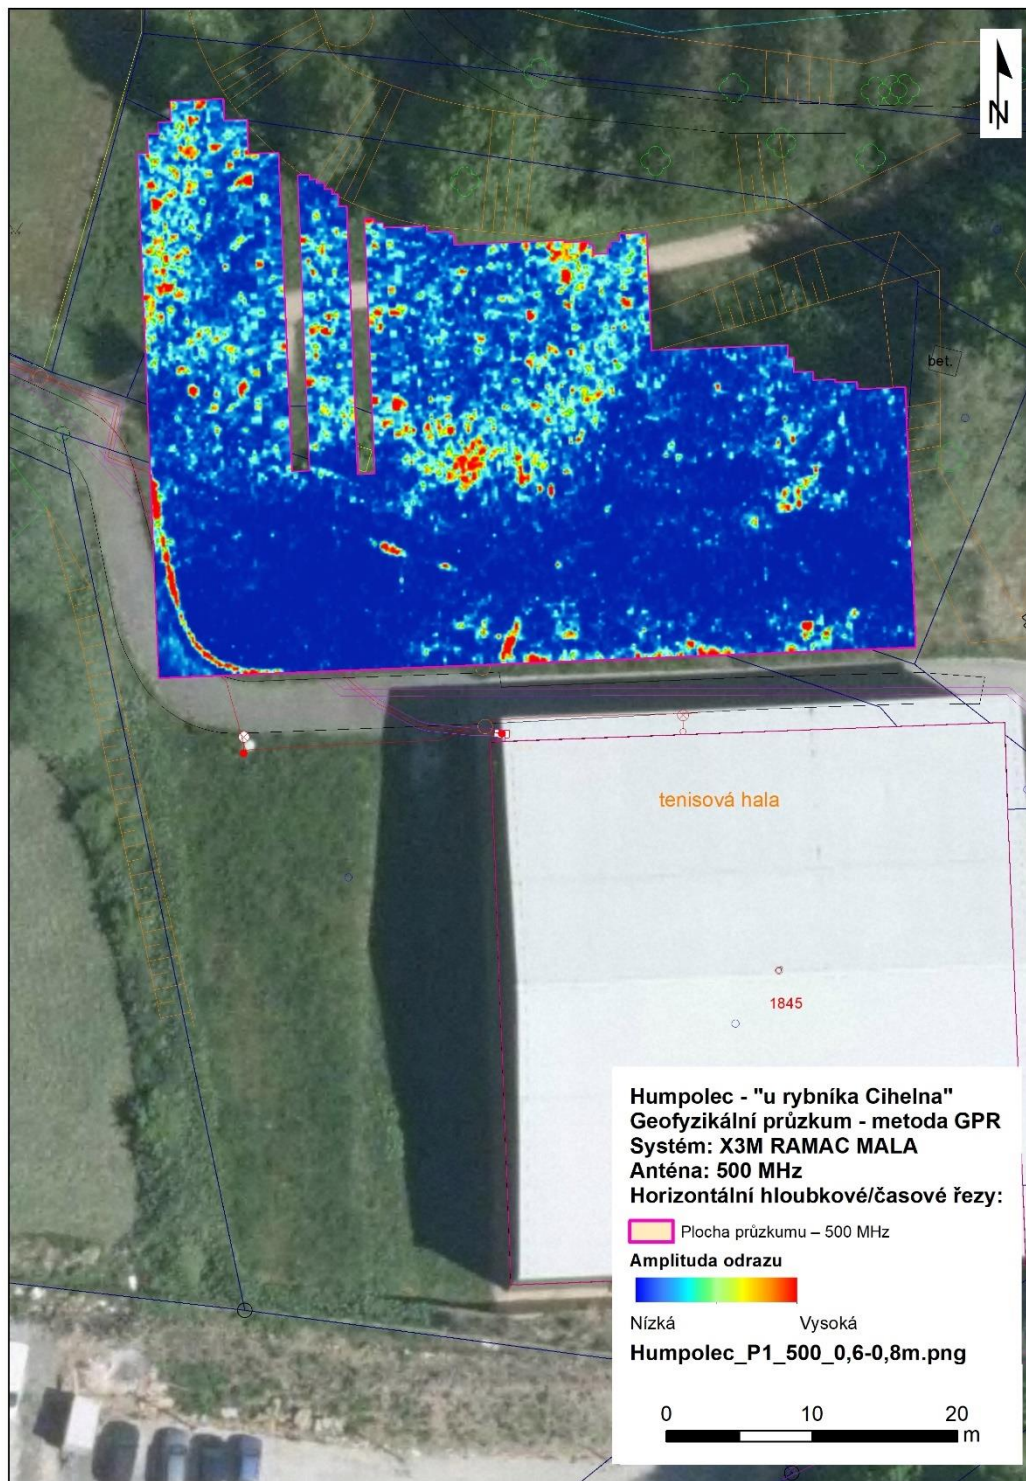 N
bet.
tenisová hala
1845
Humpolec - "u rybníka Cihelna"
Geofyzikální průzkum - metoda GPR
Systém: X3M RAMAC MALA
Anténa: 500 MHz
Horizontální hloubkové/časové řezy:
Plocha průzkumu – 500 MHz
Amplituda odrazu
Nízká Vysoká
Humpolec_P1_500_0,6-0,8m.png
0 10 20
m